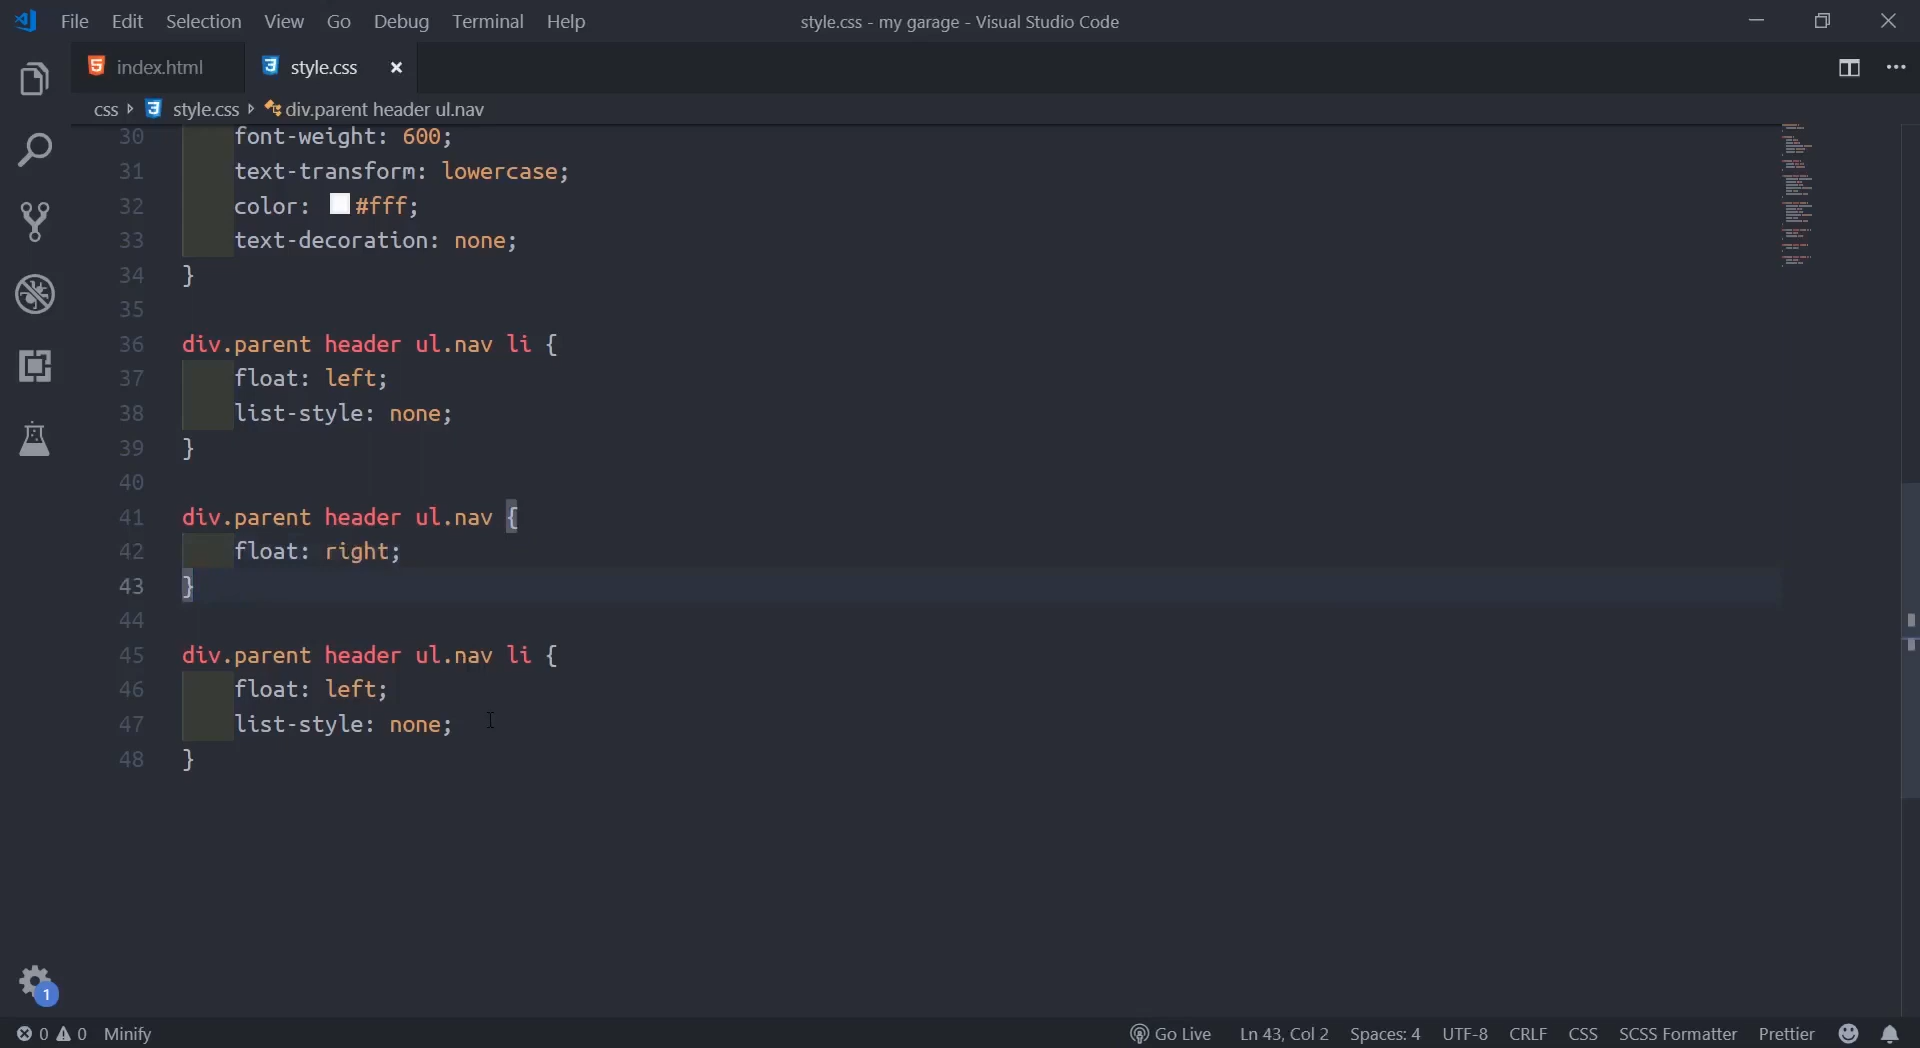 File Edit Selection View Go Debug Terminal Help
style.css - my garage - Visual Studio Code
index.html
style.css
css style.css div.parent header ul.nav
30 font-weight: 600;
31 text-transform: lowercase;
32 color: #fff;
33 text-decoration: none;
34 }
35
36 div.parent header ul.nav li {
37 float: left;
38 list-style: none;
39 }
40
41 div.parent header ul.nav {
42 float: right;
43 }
44
45 div.parent header ul.nav li {
46 float: left;
47 list-style: none;
48 }
1
0 0 Minify
Go Live Ln 43, Col 2 Spaces: 4 UTF-8 CRLF CSS SCSS Formatter Prettier